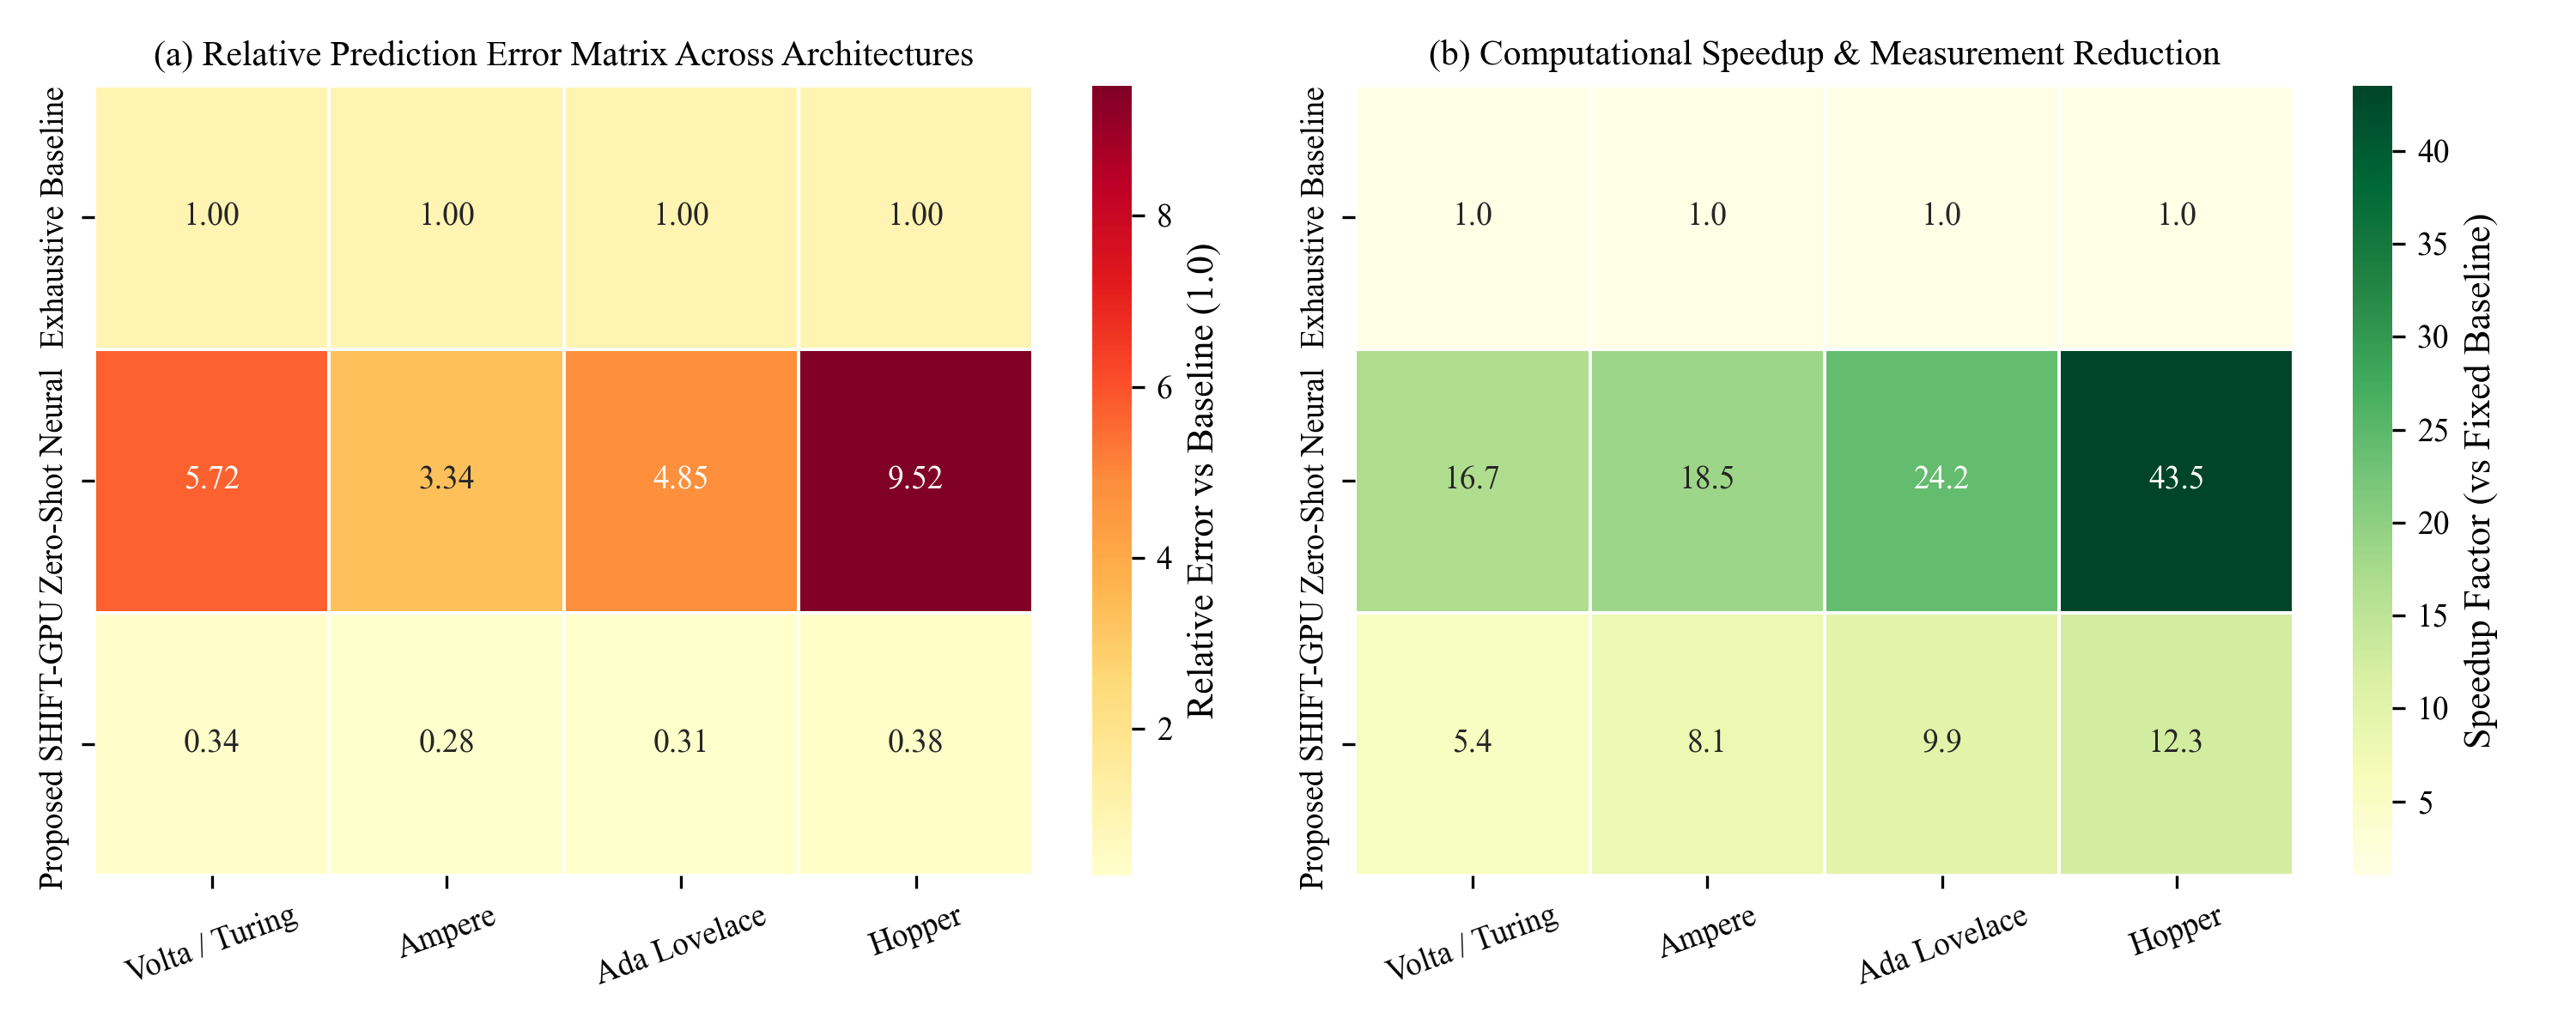 (a) Relative Prediction Error Matrix Across Architectures
Exhaustive Baseline
Zero-Shot Neural
Proposed SHIFT-GPU
1.00 1.00 1.00 1.00
5.72 3.34 4.85 9.52
0.34 0.28 0.31 0.38
Volta / Turing
Ampere
Ada Lovelace
Hopper
8
6
4
2
Relative Error vs Baseline (1.0)
(b) Computational Speedup & Measurement Reduction
Exhaustive Baseline
Zero-Shot Neural
Proposed SHIFT-GPU
1.0 1.0 1.0 1.0
16.7 18.5 24.2 43.5
5.4 8.1 9.9 12.3
Volta / Turing
Ampere
Ada Lovelace
Hopper
40
35
30
25
20
15
10
5
Speedup Factor (vs Fixed Baseline)